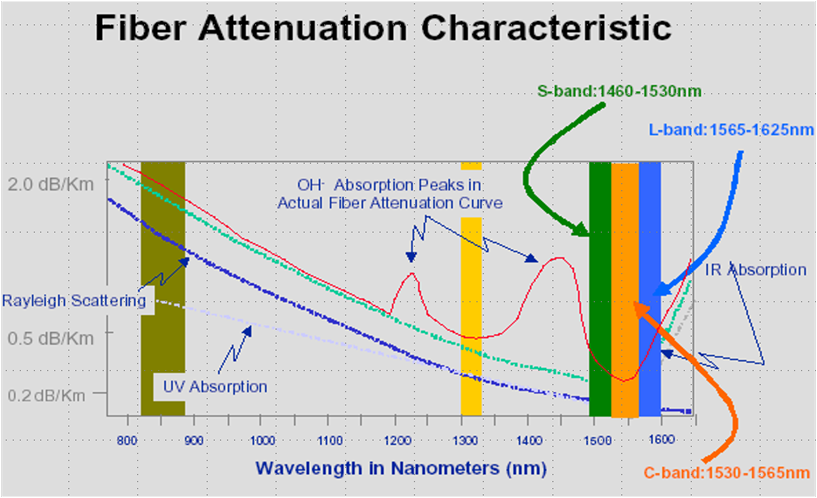 Fiber Attenuation Characteristic
S-band:1460-1530nm
L-band:1565-1625nm
2.0 dB/Km
OH- Absorption Peaks in
Actual Fiber Attenuation Curve
IR Absorption
Rayleigh Scattering
0.5 dB/Km
UV Absorption
0.2 dB/Km
800 900 1000 1100 1200 1300 1400 1500 1600
Wavelength in Nanometers (nm)
C-band:1530-1565nm